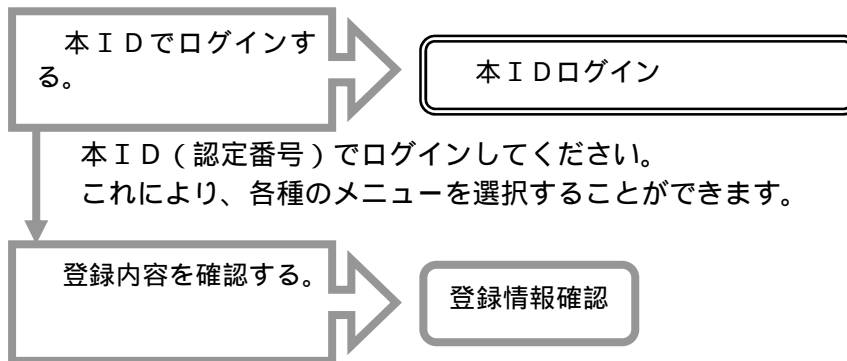 本ＩＤでログインす
る。
本ＩＤログイン
本ＩＤ（認定番号）でログインしてください。
これにより、各種のメニューを選択することができます。
登録内容を確認する。
登録情報確認